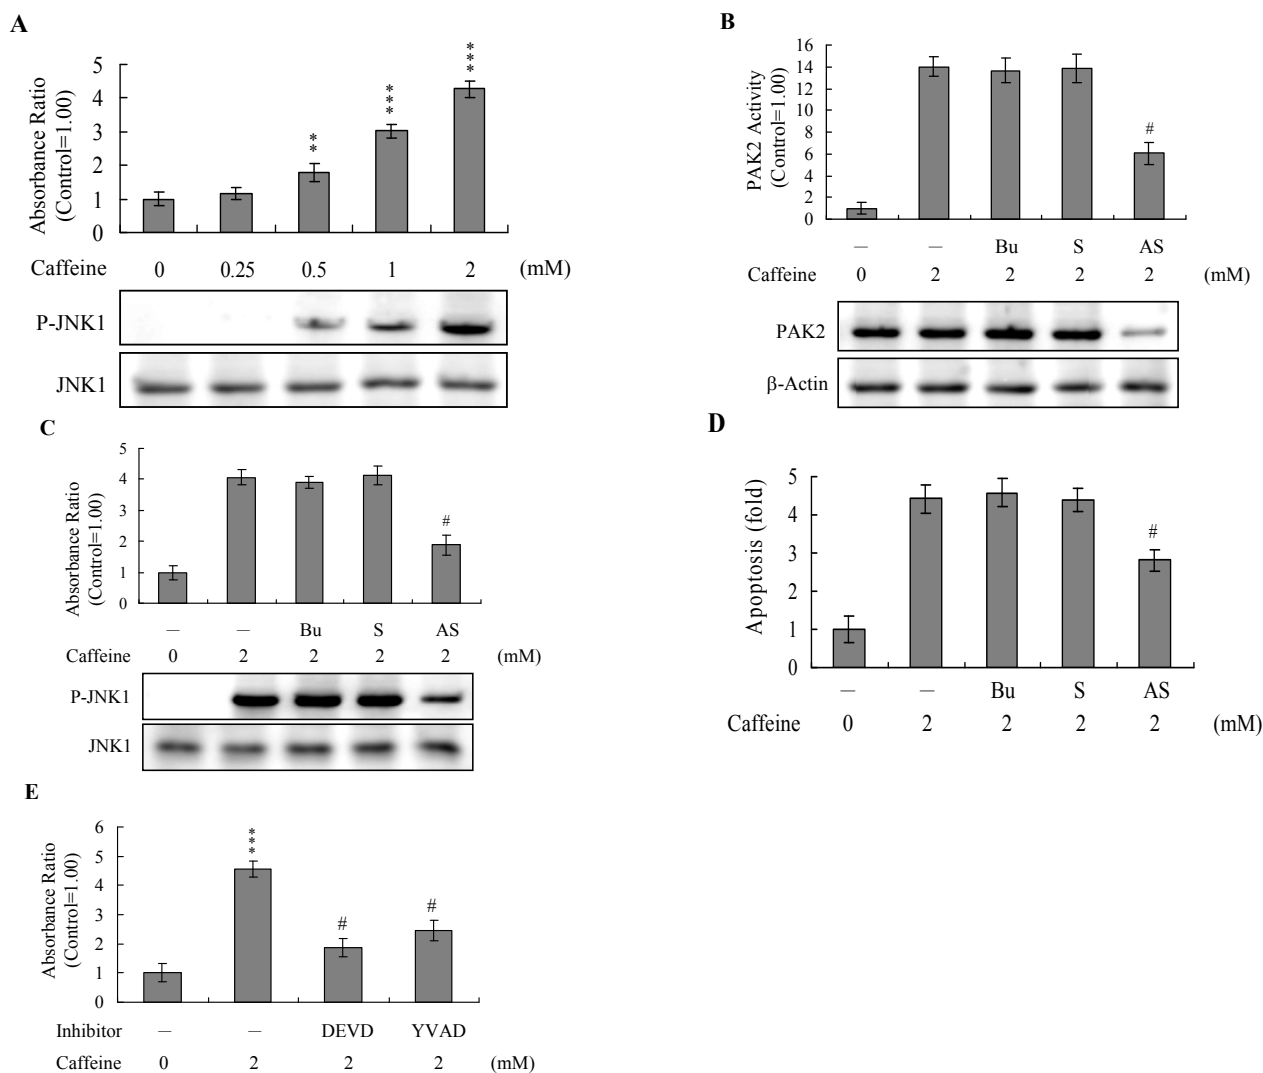 A
Absorbance Ratio
(Control=1.00)
5
4
3
2
1
0
** 
***
***
Caffeine 0 0.25 0.5 1 2 (mM)
P-JNK1
JNK1
B
PAK2 Activity
(Control=1.00)
16
14
12
10
8
6
4
2
0
#
— — Bu S AS
Caffeine 0 2 2 2 2 (mM)
PAK2
β-Actin
C
Absorbance Ratio
(Control=1.00)
5
4
3
2
1
0
#
— — Bu S AS
Caffeine 0 2 2 2 2 (mM)
P-JNK1
JNK1
D
Apoptosis (fold)
5
4
3
2
1
0
#
— — Bu S AS
Caffeine 0 2 2 2 2 (mM)
E
Absorbance Ratio
(Control=1.00)
6
5
4
3
2
1
0
***
#
#
Inhibitor — — DEVD YVAD
Caffeine 0 2 2 2 (mM)